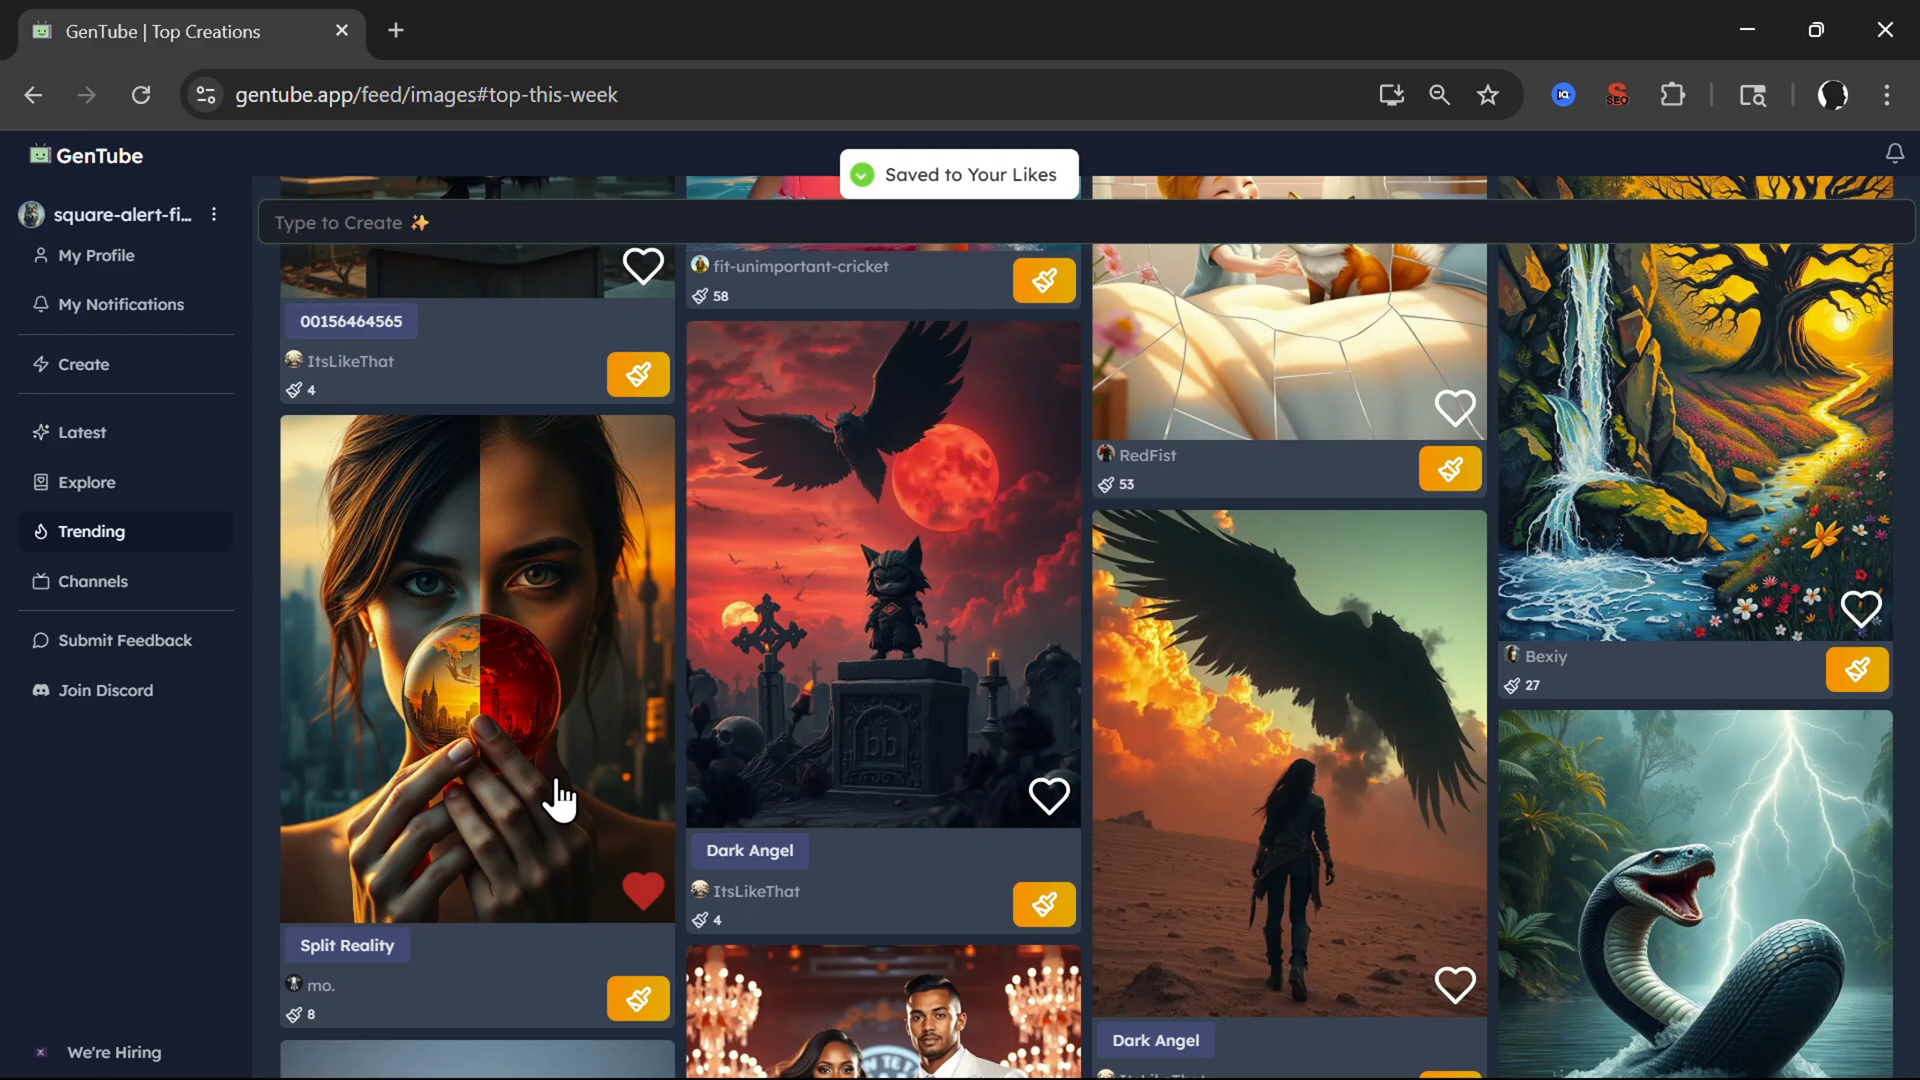 GenTube | Top Creations
gentube.app/feed/images#top-this-week
SEO
GenTube
Saved to Your Likes
square-alert-fi...
Type to Create ✨
My Profile
My Notifications
Create
Latest
Explore
Trending
Channels
Submit Feedback
Join Discord
We're Hiring
00156464565
ItsLikeThat
4
Split Reality
mo.
8
fit-unimportant-cricket
58
bb
Dark Angel
ItsLikeThat
4
RedFist
53
Dark Angel
Bexiy
27